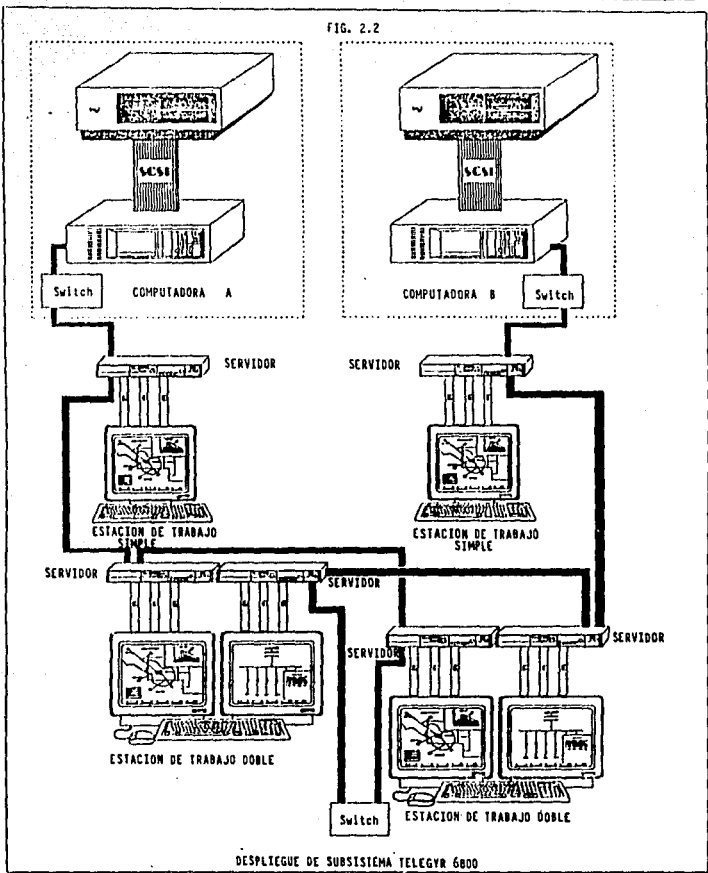 FIG. 2.2
SCSI
SCSI
Switch
COMPUTADORA A
COMPUTADORA B
Switch
SERVIDOR
SERVIDOR
ESTACION DE TRABAJO
SIMPLE
ESTACION DE TRABAJO
SIMPLE
SERVIDOR
SERVIDOR
SERVIDOR
SERVIDOR
ESTACION DE TRABAJO DOBLE
Switch
ESTACION DE TRABAJO DOBLE
DESPLIEGUE DE SUBSISTEMA TELEGYR 6800